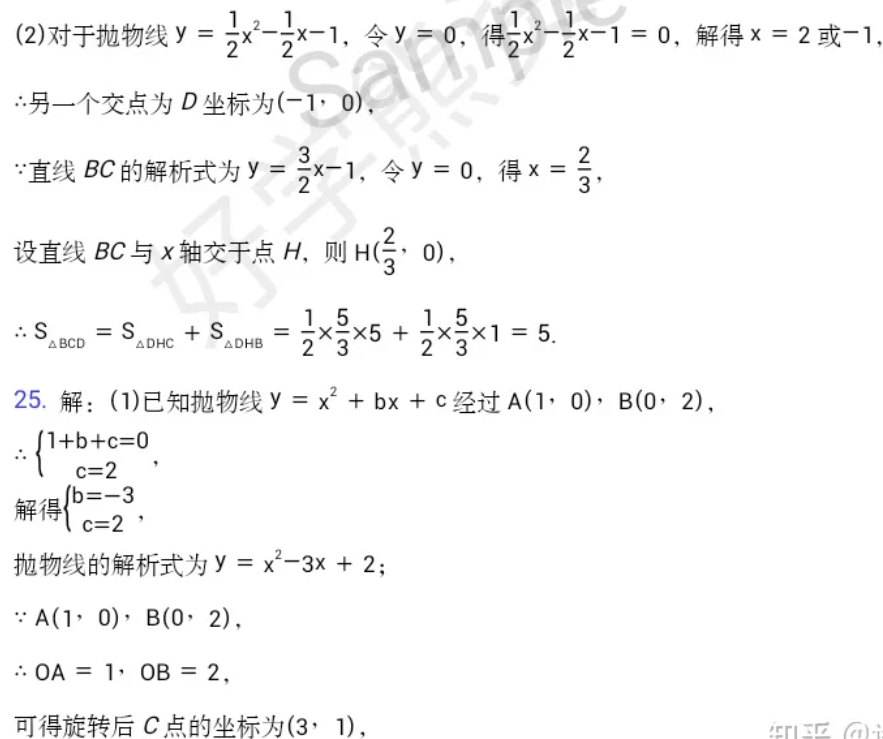 (2)对于抛物线 y = 1/2x²−1/2x−1，令 y = 0，得1/2x²−1/2x−1 = 0，解得 x = 2 或−1，
∴另一个交点为 D 坐标为(−1，0)，
∵直线 BC 的解析式为 y = 3/2x−1，令 y = 0，得 x = 2/3，
设直线 BC 与 x 轴交于点 H，则 H(2/3，0)，
∴ S△BCD = S△DHC + S△DHB = 1/2×5/3×5 + 1/2×5/3×1 = 5.
25. 解：(1)已知抛物线 y = x² + bx + c 经过 A(1，0)，B(0，2)，
∴ {1+b+c=0
c=2 ，
解得{b=−3
c=2 ，
抛物线的解析式为 y = x²−3x + 2；
∵ A(1，0)，B(0，2)，
∴ OA = 1，OB = 2，
可得旋转后 C 点的坐标为(3，1)，
Sample
好学熊
知乎 @